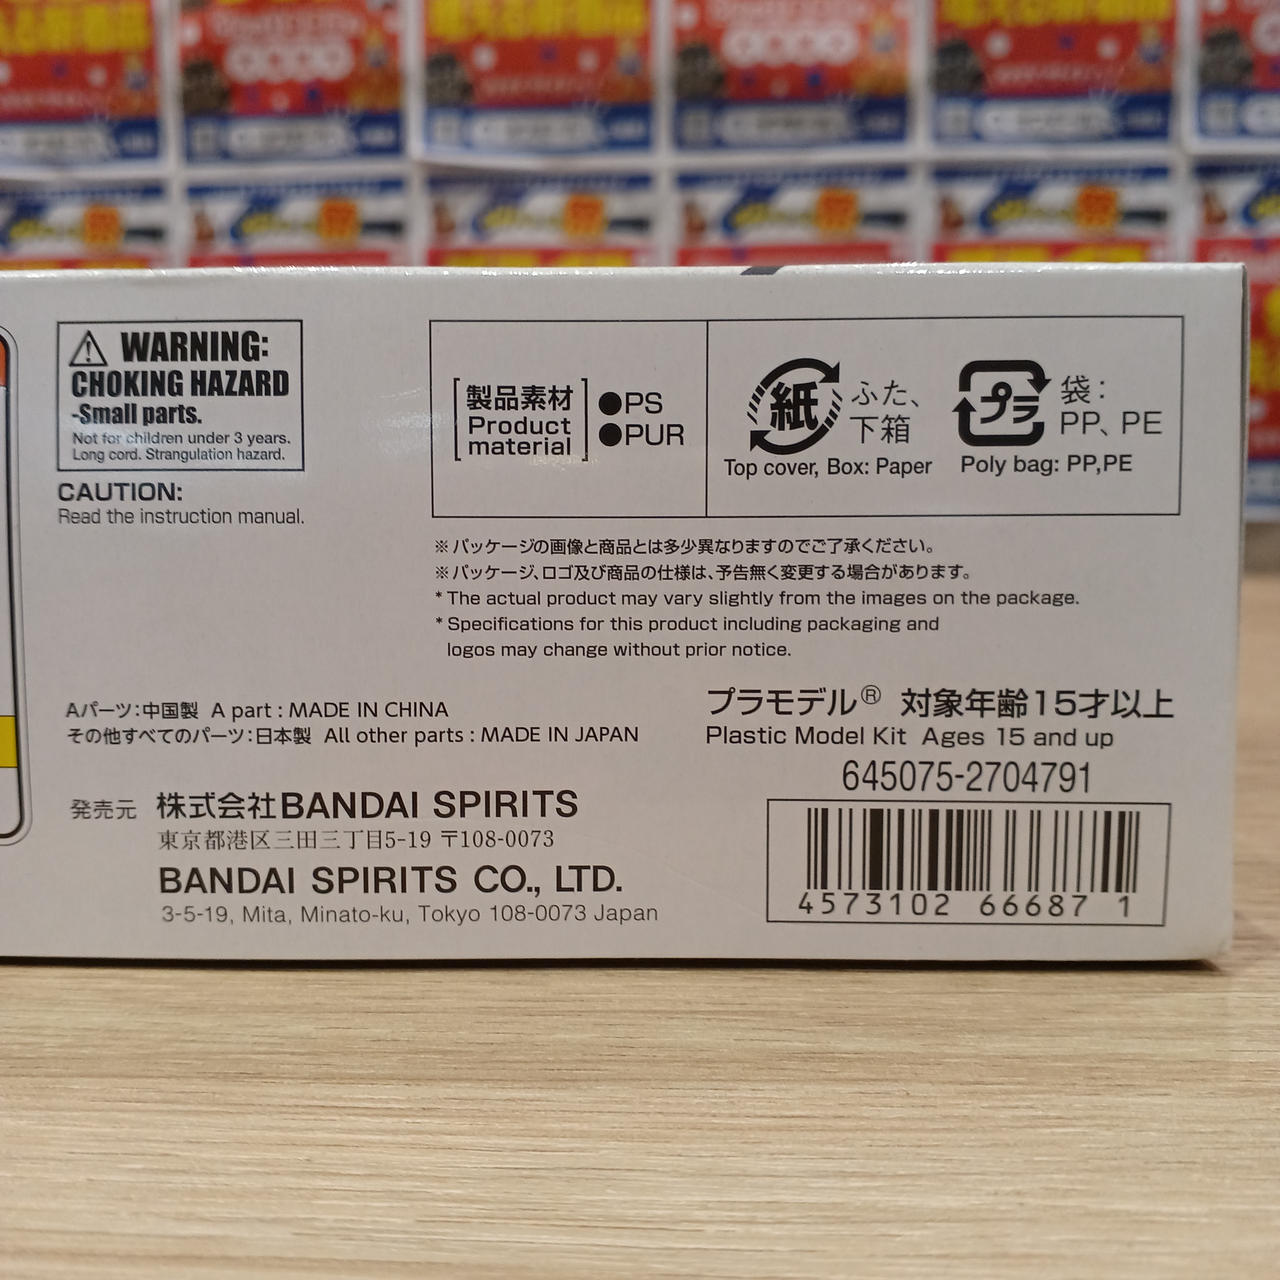 WARNING:
CHOKING HAZARD
-Small parts.
Not for children under 3 years.
Long cord. Strangulation hazard.
CAUTION:
Read the instruction manual.
製品素材
Product
material
●PS
●PUR
紙
ふた、
下箱
Top cover, Box: Paper
プラ
袋：
PP、PE
Poly bag: PP,PE
※パッケージの画像と商品とは多少異なりますのでご了承ください。
※パッケージ、ロゴ及び商品の仕様は、予告無く変更する場合があります。
* The actual product may vary slightly from the images on the package.
* Specifications for this product including packaging and
logos may change without prior notice.
Aパーツ：中国製 A part : MADE IN CHINA
その他すべてのパーツ：日本製 All other parts : MADE IN JAPAN
プラモデル® 対象年齢15才以上
Plastic Model Kit Ages 15 and up
645075-2704791
発売元 株式会社BANDAI SPIRITS
東京都港区三田三丁目5-19 〒108-0073
BANDAI SPIRITS CO., LTD.
3-5-19, Mita, Minato-ku, Tokyo 108-0073 Japan
4573102 66687 1